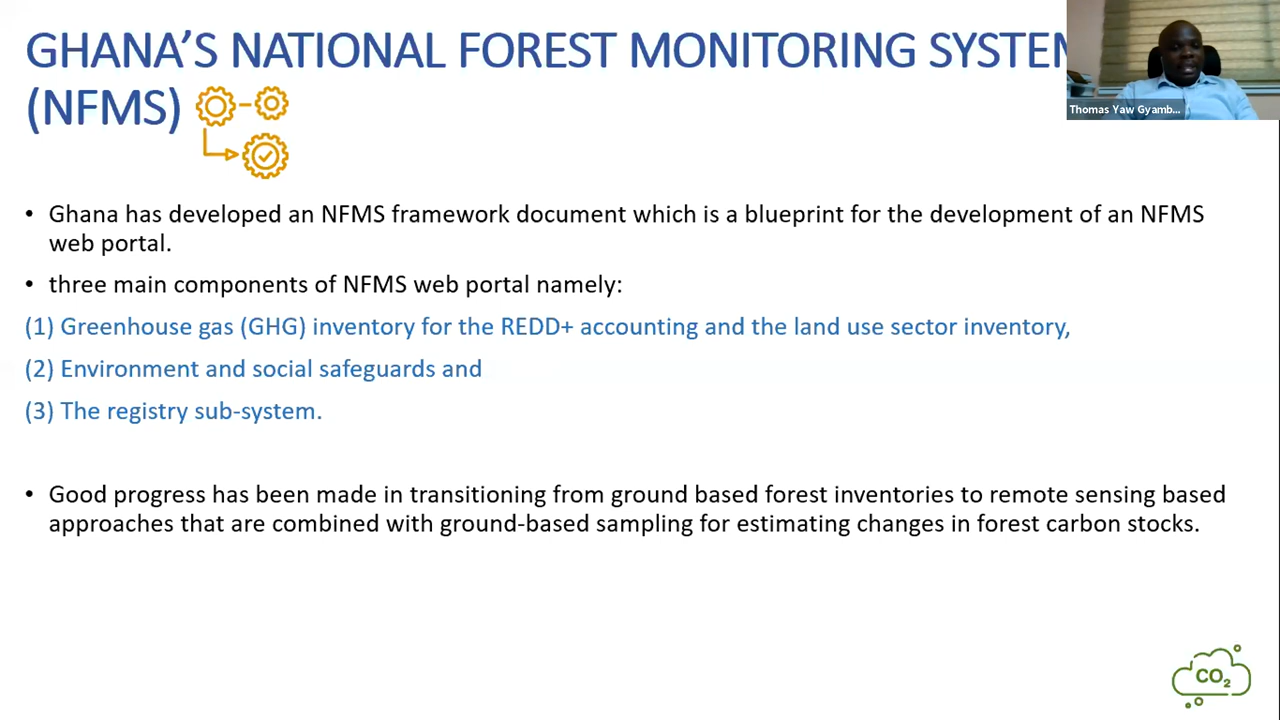 GHANA’S NATIONAL FOREST MONITORING SYSTEM
(NFMS)
Thomas Yaw Gyamb...
• Ghana has developed an NFMS framework document which is a blueprint for the development of an NFMS
web portal.
• three main components of NFMS web portal namely:
(1) Greenhouse gas (GHG) inventory for the REDD+ accounting and the land use sector inventory,
(2) Environment and social safeguards and
(3) The registry sub-system.
• Good progress has been made in transitioning from ground based forest inventories to remote sensing based
approaches that are combined with ground-based sampling for estimating changes in forest carbon stocks.
CO₂